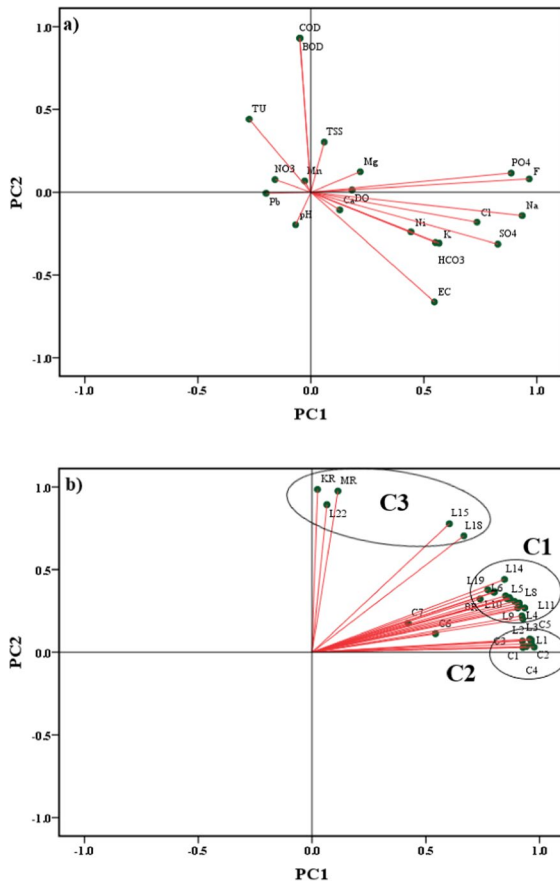 a)
1.0
COD
BOD
0.5
TU
TSS
Mg
NO3
Mn
PO4
F
PC2
0.0
Pb
Ca
DO
pH
Ni
Cl
Na
K
SO4
HCO3
-0.5
EC
-1.0
-1.0
-0.5
0.0
0.5
1.0
PC1
b)
1.0
KR
MR
C3
L22
L15
L18
C1
0.5
L14
L19
L6
L5
L8
L10
L11
BR
L9
L4
C7
L3
C5
C6
L2
L1
PC2
C3
0.0
C2
C1
C2
C4
-0.5
-1.0
-1.0
-0.5
0.0
0.5
1.0
PC1